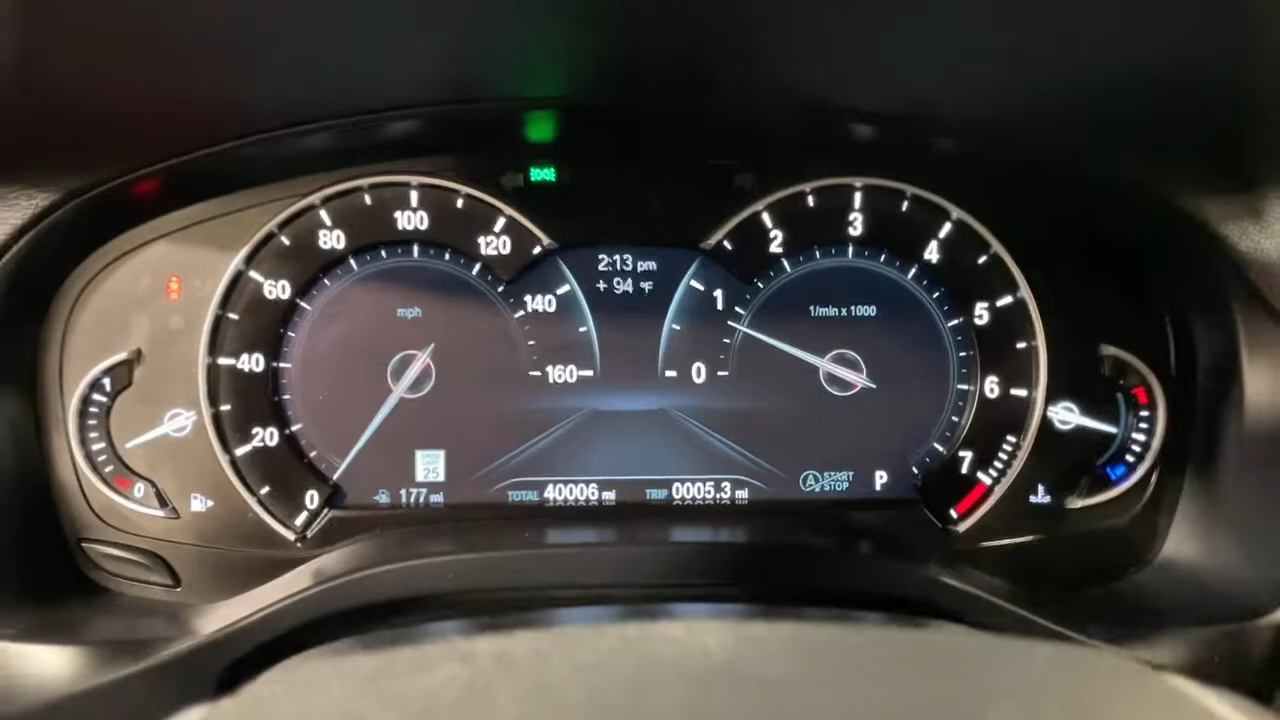 2:13 pm
+ 94 °F
0
20
40
60
80
100
120
140
160
mph
SPEED
LIMIT
25
177 mi
TOTAL 40006 mi
TRIP 0005.3 mi
0
1
2
3
4
5
6
7
1/min x 1000
A START
STOP
P
1
0